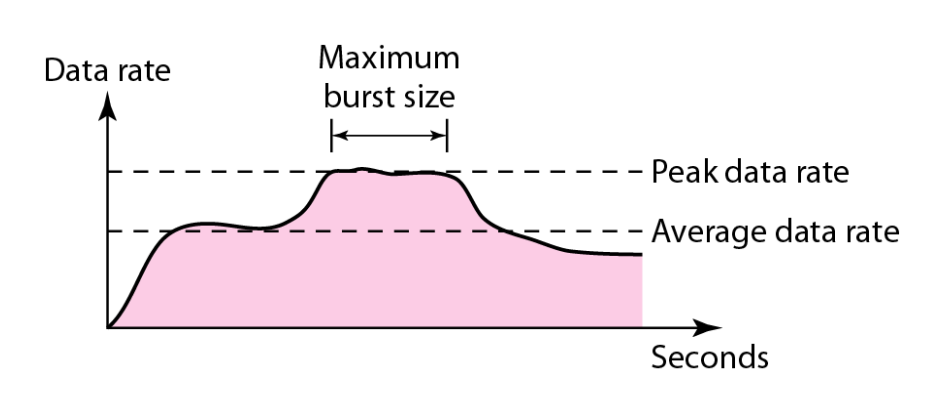 Data rate
Maximum
burst size
Peak data rate
Average data rate
Seconds